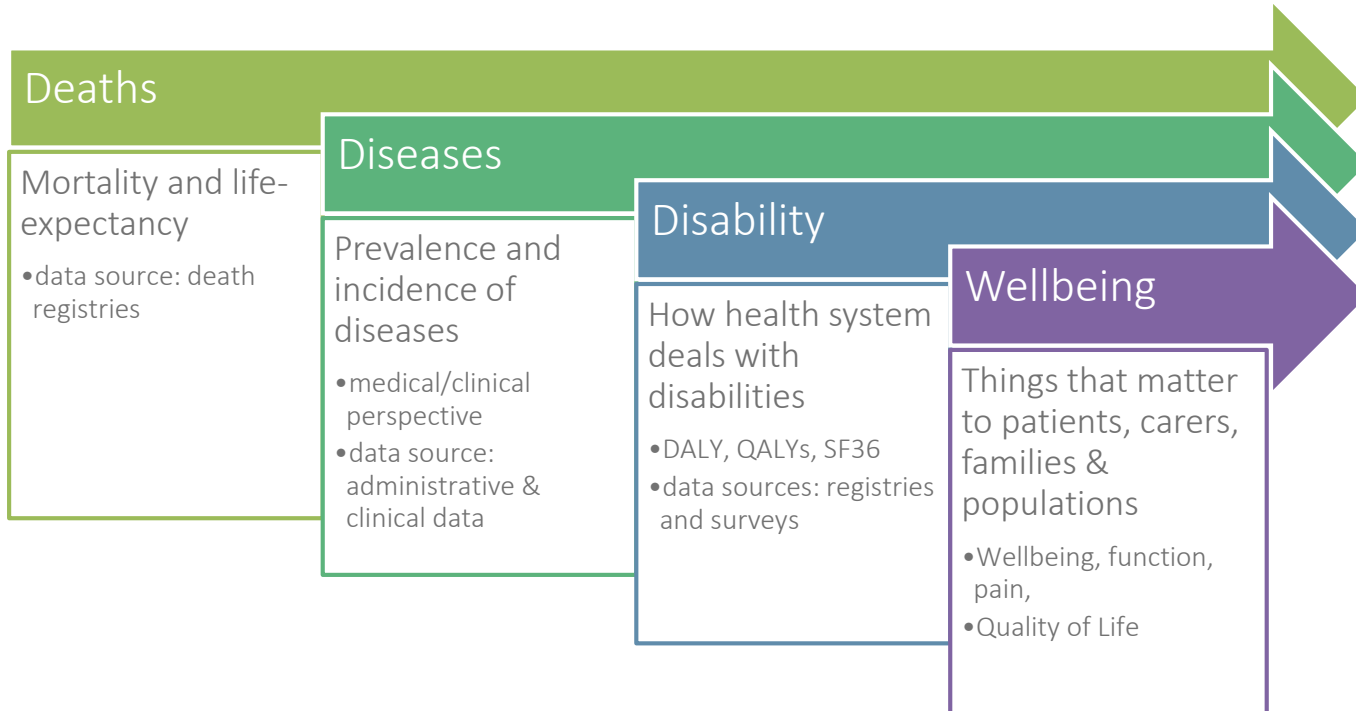 Deaths
Mortality and life-
expectancy
•data source: death
registries
Diseases
Prevalence and
incidence of
diseases
•medical/clinical
perspective
•data source:
administrative &
clinical data
Disability
How health system
deals with
disabilities
•DALY, QALYs, SF36
•data sources: registries
and surveys
Wellbeing
Things that matter
to patients, carers,
families &
populations
•Wellbeing, function,
pain,
•Quality of Life